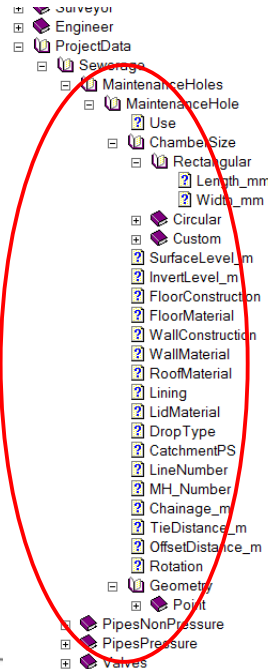 Surveyor
Engineer
ProjectData
Sewerage
MaintenanceHoles
MaintenanceHole
Use
ChamberSize
Rectangular
Length_mm
Width_mm
Circular
Custom
SurfaceLevel_m
InvertLevel_m
FloorConstruction
FloorMaterial
WallConstruction
WallMaterial
RoofMaterial
Lining
LidMaterial
DropType
CatchmentPS
LineNumber
MH_Number
Chainage_m
TieDistance_m
OffsetDistance_m
Rotation
Geometry
Point
PipesNonPressure
PipesPressure
Valves